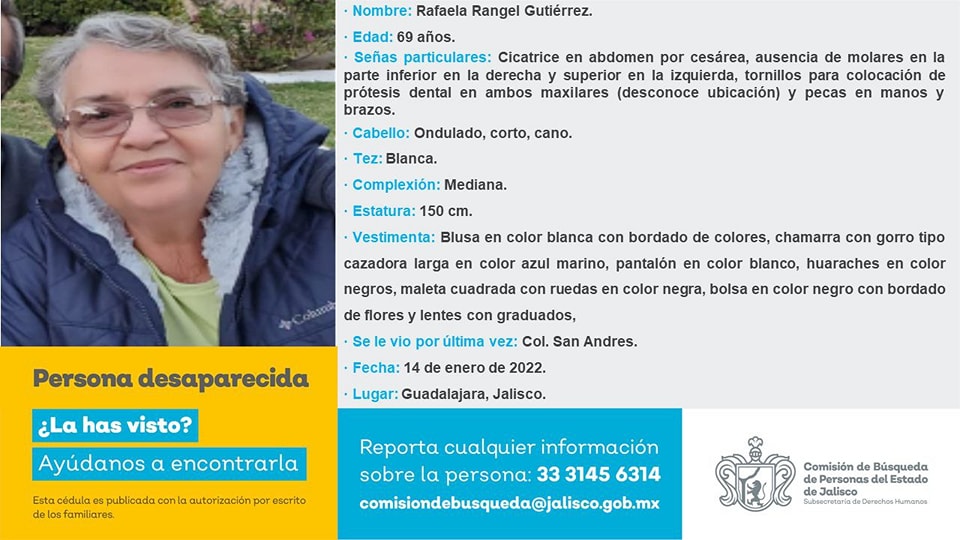 · Nombre: Rafaela Rangel Gutiérrez.
· Edad: 69 años.
· Señas particulares: Cicatrice en abdomen por cesárea, ausencia de molares en la
parte inferior en la derecha y superior en la izquierda, tornillos para colocación de
prótesis dental en ambos maxilares (desconoce ubicación) y pecas en manos y
brazos.
· Cabello: Ondulado, corto, cano.
· Tez: Blanca.
· Complexión: Mediana.
· Estatura: 150 cm.
· Vestimenta: Blusa en color blanca con bordado de colores, chamarra con gorro tipo
cazadora larga en color azul marino, pantalón en color blanco, huaraches en color
negros, maleta cuadrada con ruedas en color negra, bolsa en color negro con bordado
de flores y lentes con graduados,
· Se le vio por última vez: Col. San Andres.
· Fecha: 14 de enero de 2022.
· Lugar: Guadalajara, Jalisco.
Columbia
Persona desaparecida
¿La has visto?
Ayúdanos a encontrarla
Esta cédula es publicada con la autorización por escrito
de los familiares.
Reporta cualquier información
sobre la persona: 33 3145 6314
comisiondebusqueda@jalisco.gob.mx
Comisión de Búsqueda
de Personas del Estado
de Jalisco
Subsecretaría de Derechos Humanos